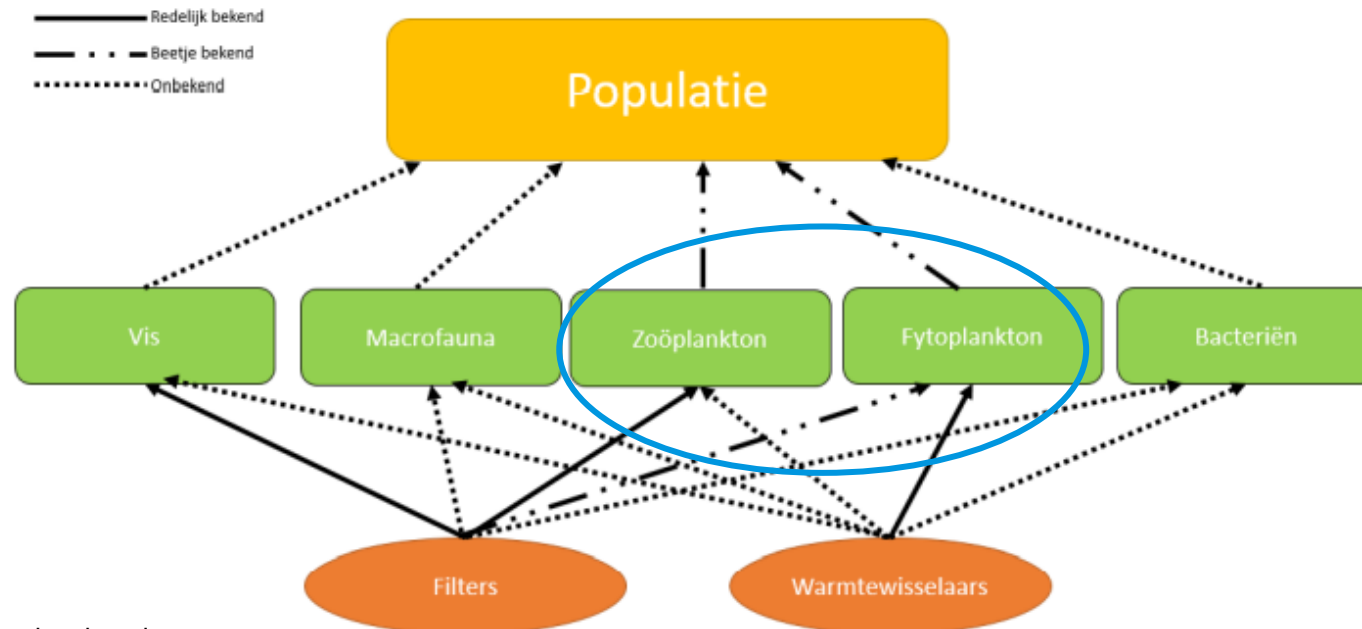 Redelijk bekend
Beetje bekend
Onbekend
Populatie
Vis
Macrofauna
Zoöplankton
Fytoplankton
Bacteriën
Filters
Warmtewisselaars